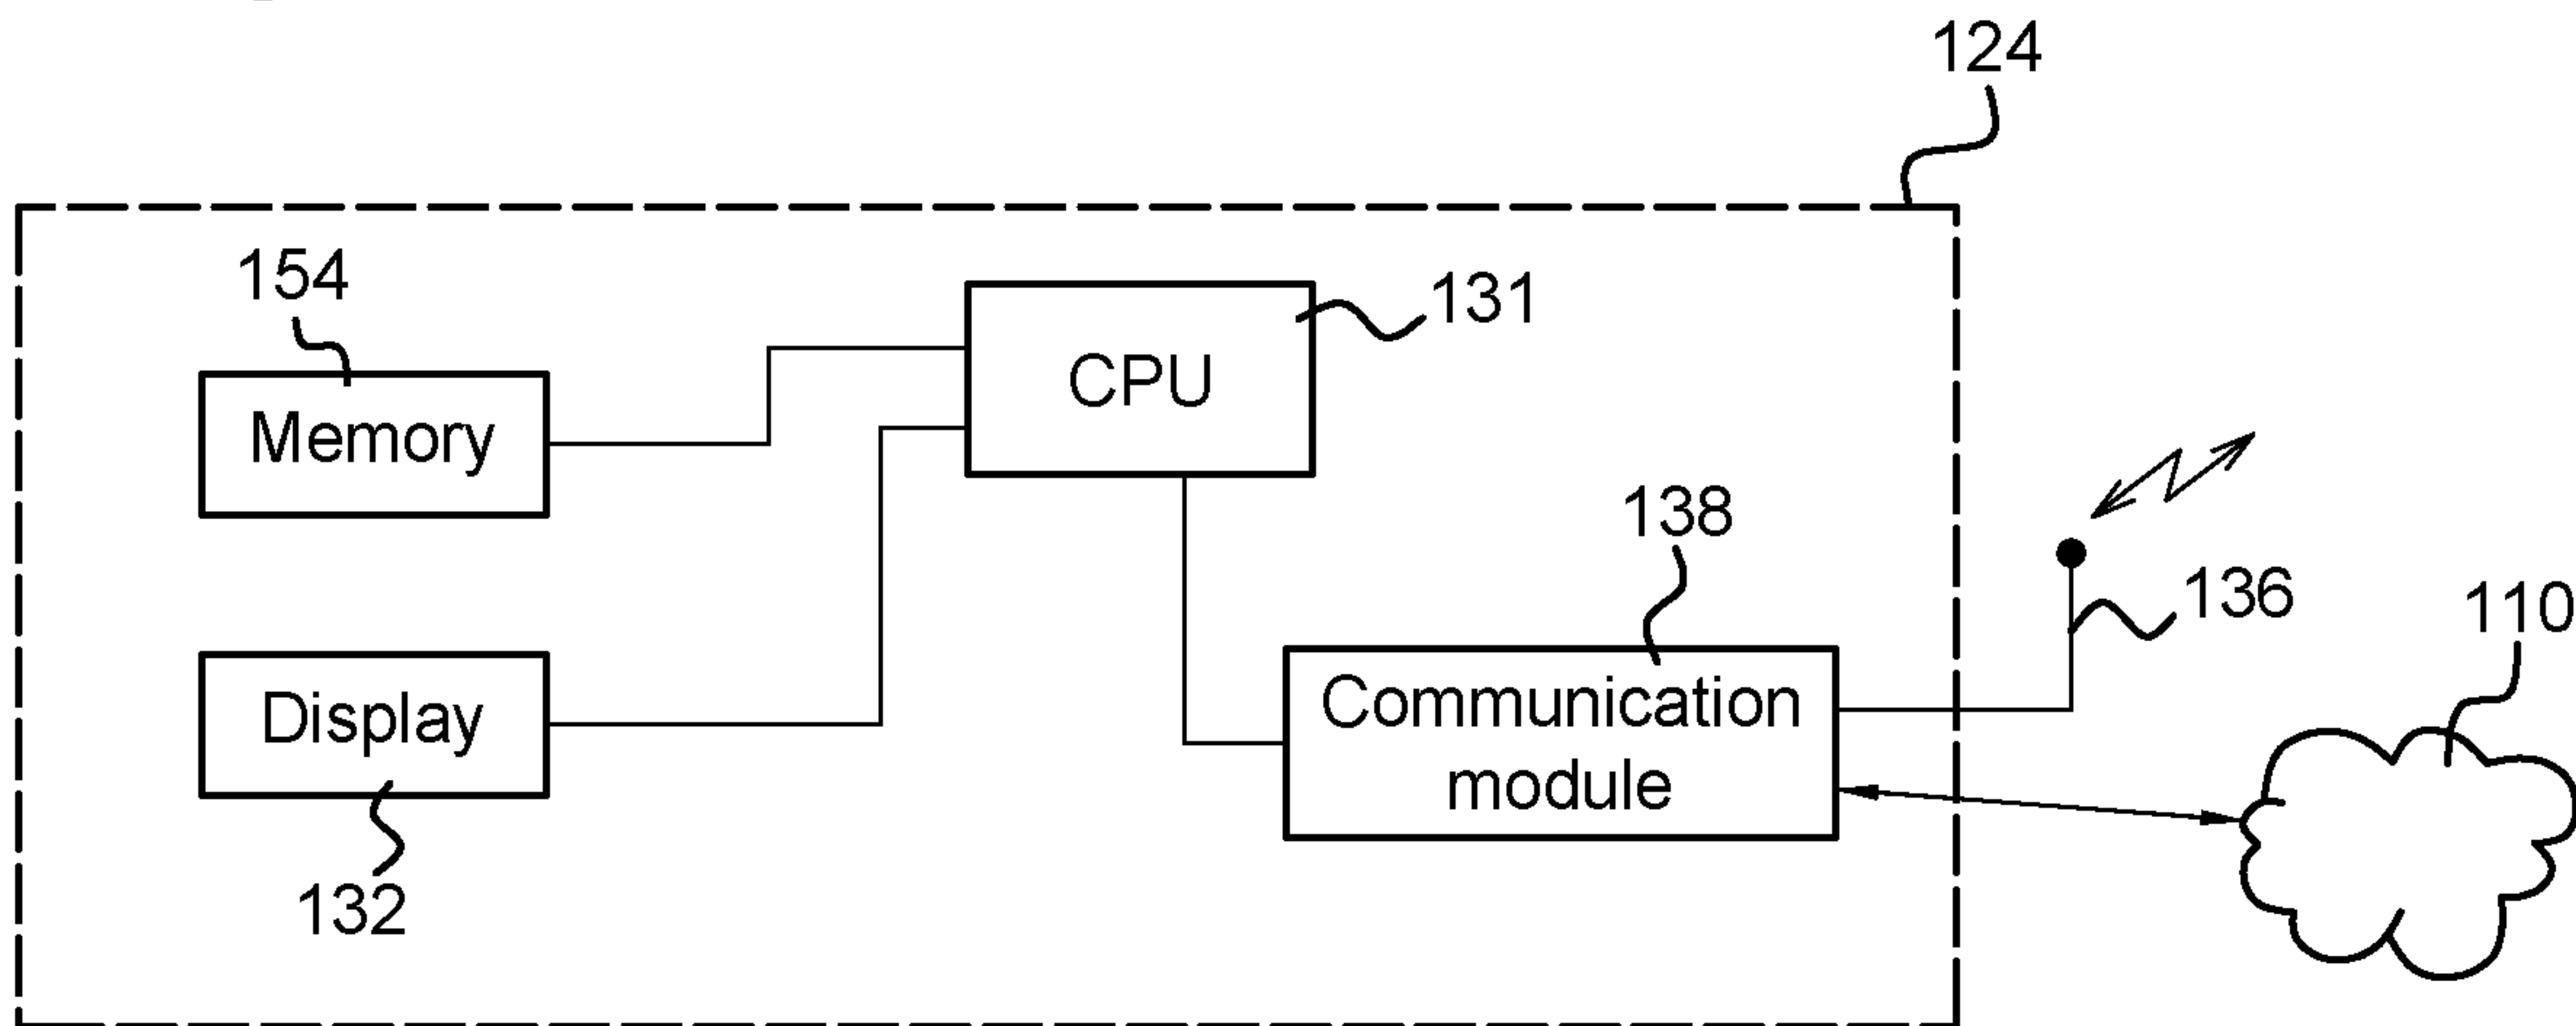 124
154
131
Memory
CPU
138
136
110
Display
Communication
module
132